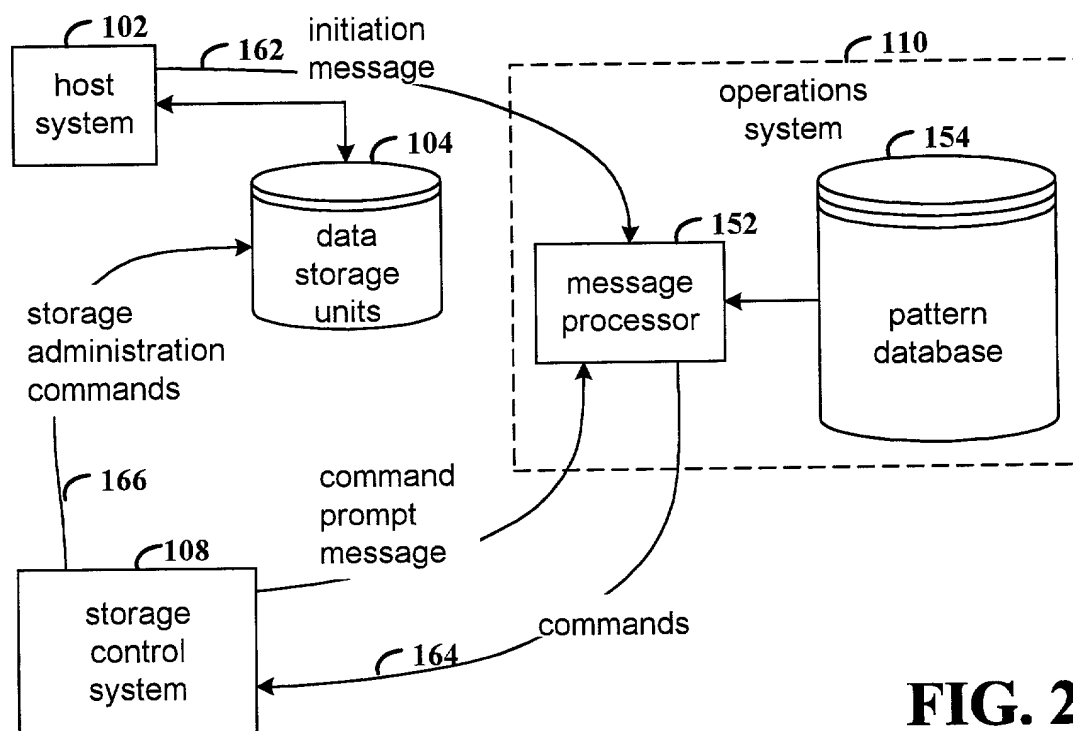 102
162
initiation
message
110
host
system
operations
system
154
104
152
data
storage
units
message
processor
pattern
database
storage
administration
commands
166
command
prompt
message
108
storage
control
system
commands
164
FIG. 2